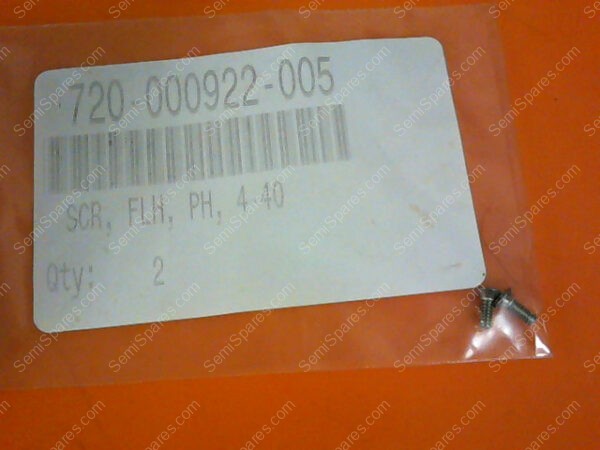 720-000922-005
SCR, FLH, PH, 4-40
Qty: 2
SemiSpares.com